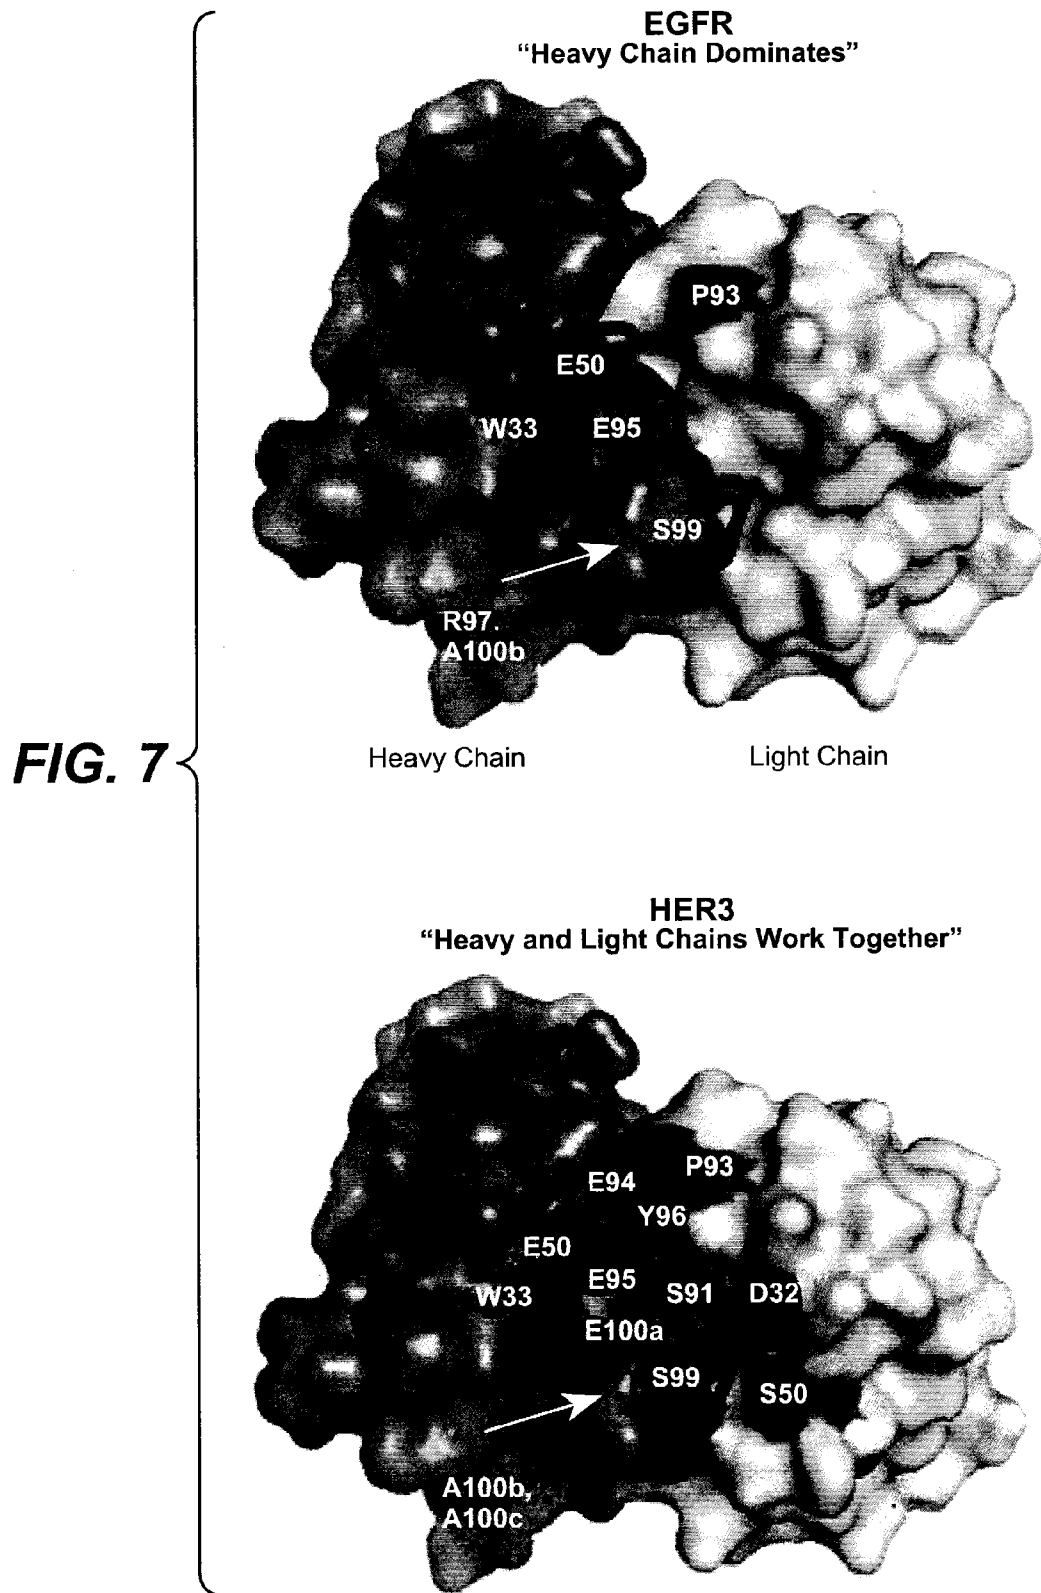 EGFR
“Heavy Chain Dominates”
P93
E50
W33 E95
S99
R97.
A100b
FIG. 7
Heavy Chain Light Chain
HER3
“Heavy and Light Chains Work Together”
P93
E94
Y96
E50
E95 S91 D32
W33
E100a
S99 S50
A100b,
A100c